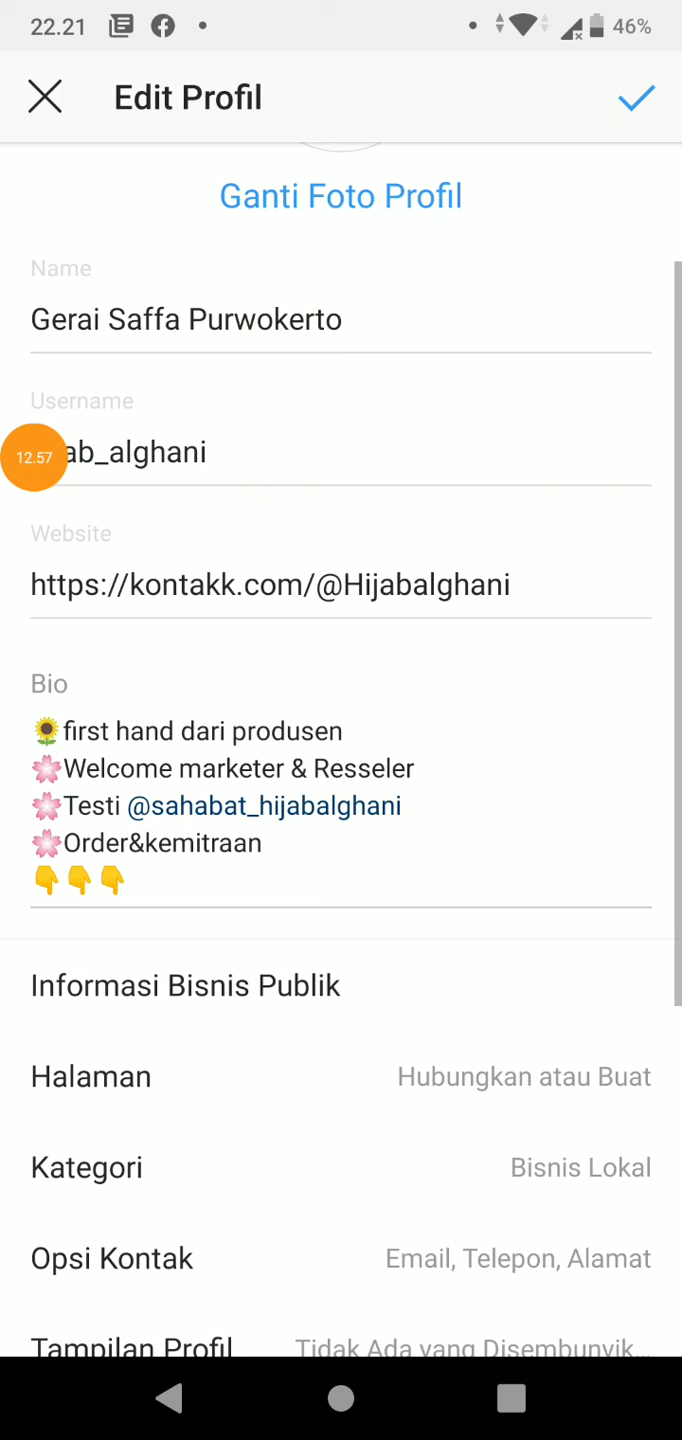 22.21
46%
Edit Profil
Ganti Foto Profil
Name
Gerai Saffa Purwokerto
Username
ab_alghani
12.57
Website
https://kontakk.com/@Hijabalghani
Bio
🌻first hand dari produsen
🌸Welcome marketer & Resseler
🌸Testi @sahabat_hijabalghani
🌸Order&kemitraan
👇👇👇
Informasi Bisnis Publik
Halaman Hubungkan atau Buat
Kategori Bisnis Lokal
Opsi Kontak Email, Telepon, Alamat
Tampilan Profil Tidak Ada yang Disembunyik...